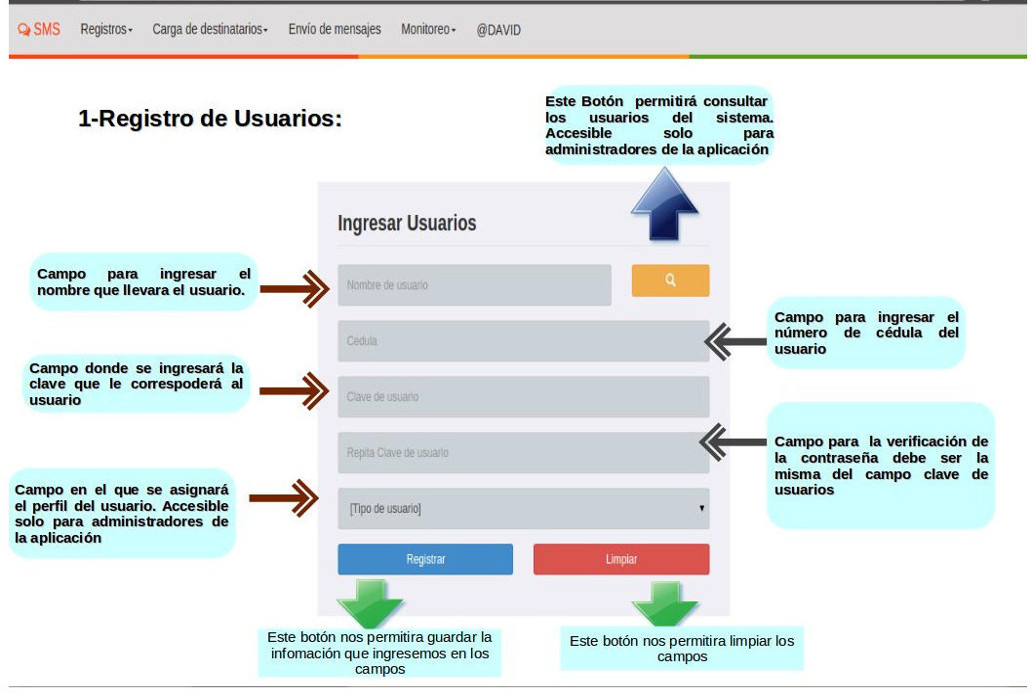 SMS Registros Carga de destinatarios Envío de mensajes Monitoreo @DAVID
1-Registro de Usuarios:
Este Botón permitirá consultar
los usuarios del sistema.
Accesible solo para
administradores de la aplicación
Ingresar Usuarios
Campo para ingresar el
nombre que llevara el usuario.
Nombre de usuario
Cedula
Campo para ingresar el
número de cédula del
usuario
Campo donde se ingresará la
clave que le correspoderá al
usuario
Clave de usuario
Repita Clave de usuario
Campo para la verificación de
la contraseña debe ser la
misma del campo clave de
usuarios
Campo en el que se asignará
el perfil del usuario. Accesible
solo para administradores de
la aplicación
[Tipo de usuario]
Registrar Limpiar
Este botón nos permitira guardar la
infomación que ingresemos en los
campos
Este botón nos permitira limpiar los
campos